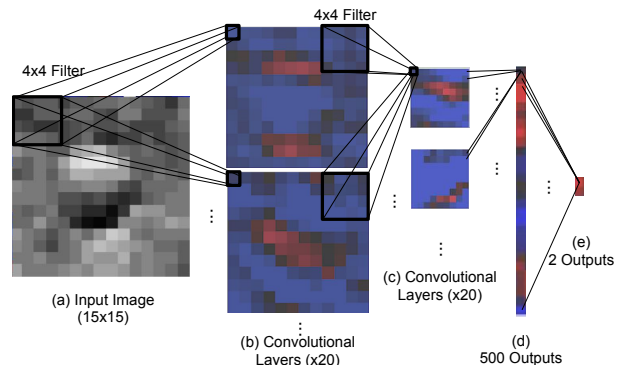 4x4 Filter
4x4 Filter
(a) Input Image
(15x15)
(b) Convolutional
Layers (x20)
(c) Convolutional
Layers (x20)
(d)
500 Outputs
(e)
2 Outputs